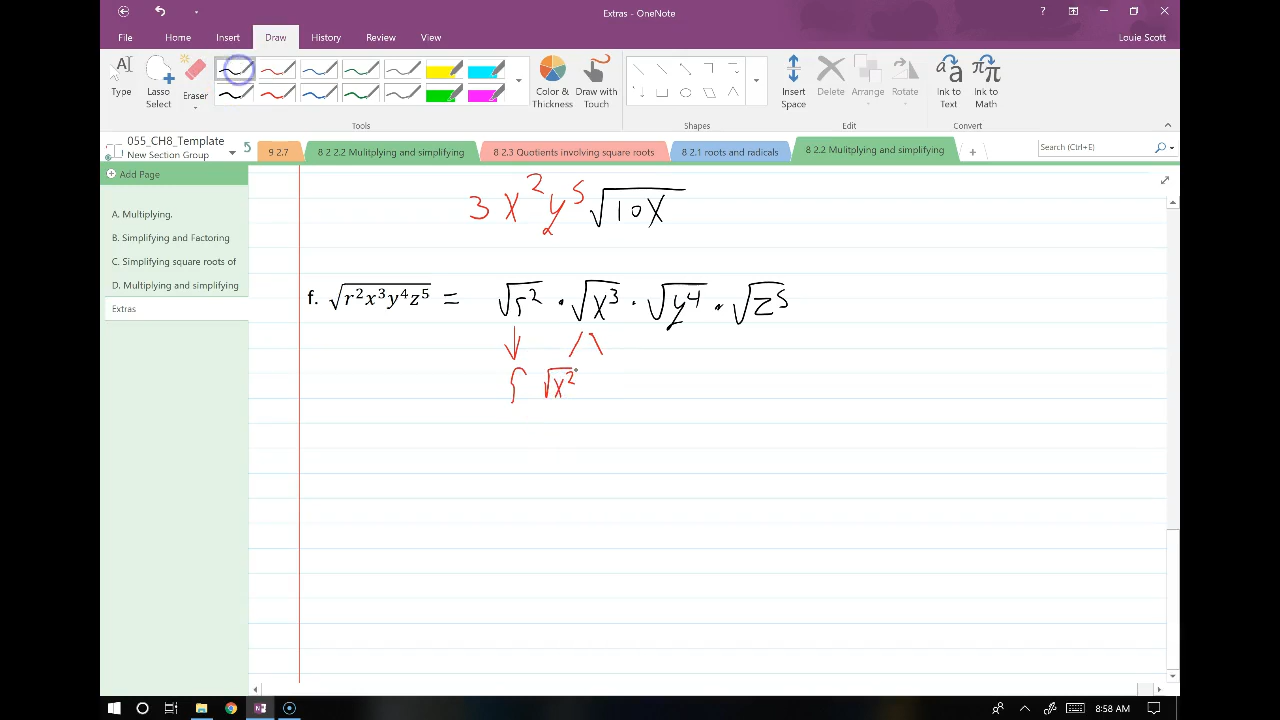 Extras - OneNote
?
File Home Insert Draw History Review View
Louie Scott
Type Lasso Select Eraser Color & Thickness Draw with Touch Insert Space Delete Arrange Rotate Ink to Text Ink to Math
Tools Shapes Edit Convert
055_CH8_Template
New Section Group
9.2.7 8 2.2.2 Mulitplying and simplifying 8 2.3 Quotients involving square roots 8 2.1 roots and radicals 8 2.2 Mulitplying and simplifying Search (Ctrl+E)
Add Page
A. Multiplying.
B. Simplifying and Factoring
C. Simplifying square roots of
D. Multiplying and simplifying
Extras
3 x² y⁵ √10x
f. √r²x³y⁴z⁵ = √r² · √x³ · √y⁴ · √z⁵
r √x²
8:58 AM